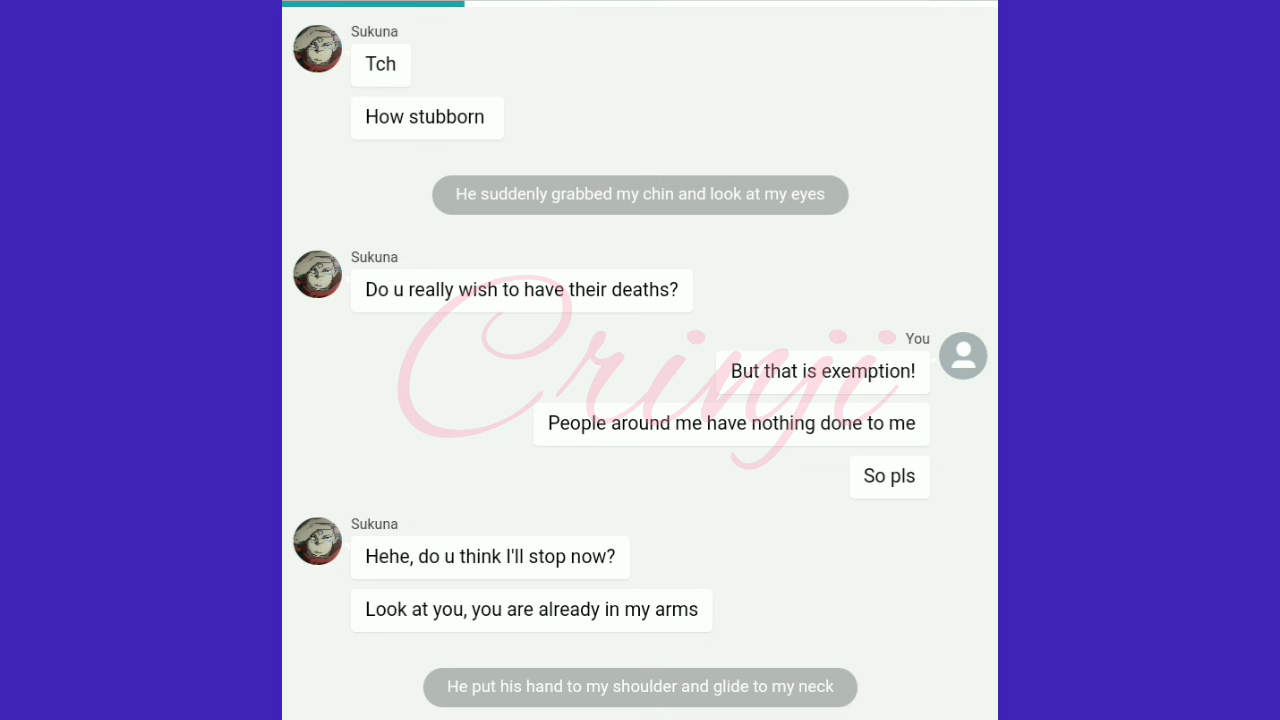 Sukuna
Tch
How stubborn
He suddenly grabbed my chin and look at my eyes
Sukuna
Do u really wish to have their deaths?
You
But that is exemption!
People around me have nothing done to me
So pls
Crinji
Sukuna
Hehe, do u think I'll stop now?
Look at you, you are already in my arms
He put his hand to my shoulder and glide to my neck